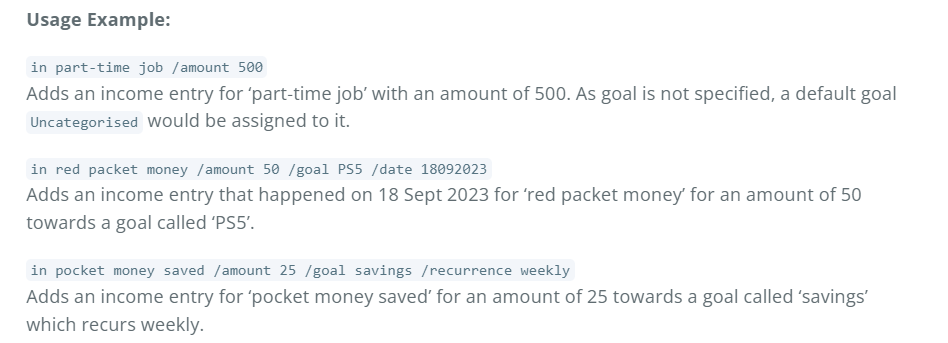 Usage Example:
in part-time job /amount 500
Adds an income entry for ‘part-time job’ with an amount of 500. As goal is not specified, a default goal
Uncategorised would be assigned to it.
in red packet money /amount 50 /goal PS5 /date 18092023
Adds an income entry that happened on 18 Sept 2023 for ‘red packet money’ for an amount of 50
towards a goal called ‘PS5’.
in pocket money saved /amount 25 /goal savings /recurrence weekly
Adds an income entry for ‘pocket money saved’ for an amount of 25 towards a goal called ‘savings’
which recurs weekly.